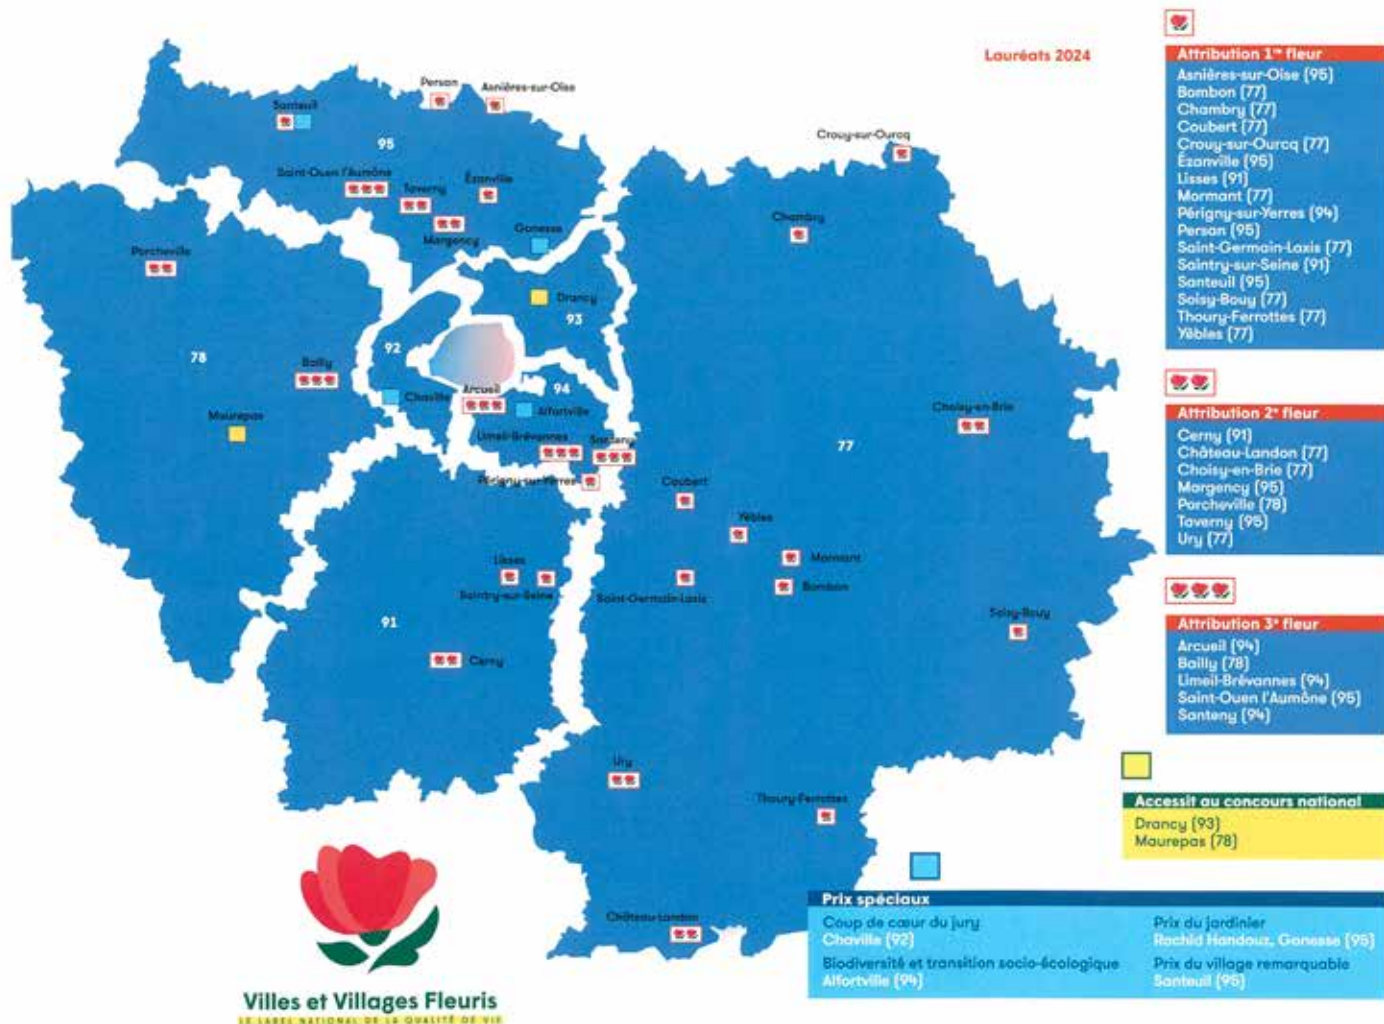 Lauréats 2024
Persan
Asnières-sur-Oise
Santeuil
95
Crouy-sur-Ourcq
Saint-Ouen l'Aumône
Taverny
Ézanville
Margency
Gonesse
Chambry
Porcheville
Drancy
93
92
78
Bailly
Arcueil
94
Chaville
Alfortville
Maurepas
Choisy-en-Brie
Limeil-Brévannes
Santeny
77
Périgny-sur-Yerres
Coubert
Yèbles
Mormant
Lisses
Saintry-sur-Seine
Saint-Germain-Laxis
Bombon
Soisy-Bouy
91
Cerny
Ury
Thoury-Ferrottes
Château-Landon
Attribution 1re fleur
Asnières-sur-Oise (95)
Bombon (77)
Chambry (77)
Coubert (77)
Crouy-sur-Ourcq (77)
Ézanville (95)
Lisses (91)
Mormant (77)
Périgny-sur-Yerres (94)
Persan (95)
Saint-Germain-Laxis (77)
Saintry-sur-Seine (91)
Santeuil (95)
Soisy-Bouy (77)
Thoury-Ferrottes (77)
Yèbles (77)
Attribution 2e fleur
Cerny (91)
Château-Landon (77)
Choisy-en-Brie (77)
Margency (95)
Porcheville (78)
Taverny (95)
Ury (77)
Attribution 3e fleur
Arcueil (94)
Bailly (78)
Limeil-Brévannes (94)
Saint-Ouen l'Aumône (95)
Santeny (94)
Accessit au concours national
Drancy (93)
Maurepas (78)
Prix spéciaux
Coup de cœur du jury
Chaville (92)
Biodiversité et transition socio-écologique
Alfortville (94)
Prix du jardinier
Rachid Handouz, Gonesse (95)
Prix du village remarquable
Santeuil (95)
Villes et Villages Fleuris
LE LABEL NATIONAL DE LA QUALITÉ DE VIE